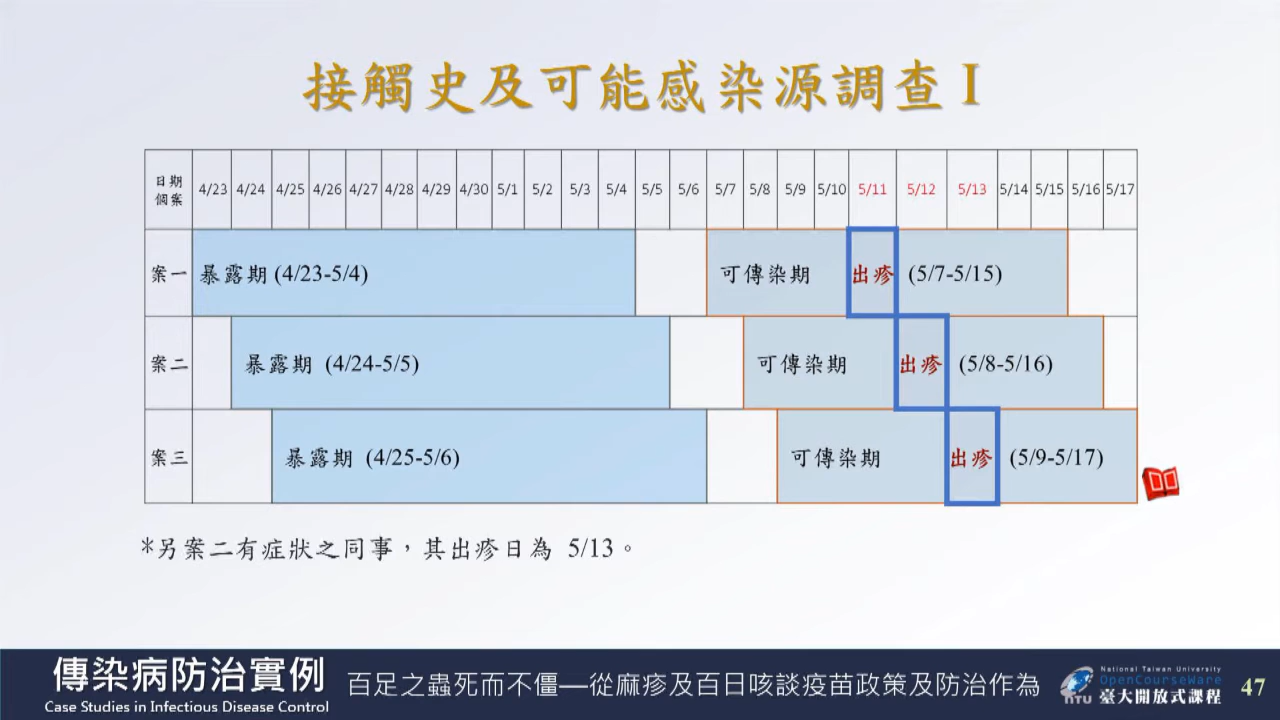 接觸史及可能感染源調查 I
日期
個案
4/23 4/24 4/25 4/26 4/27 4/28 4/29 4/30 5/1 5/2 5/3 5/4 5/5 5/6 5/7 5/8 5/9 5/10 5/11 5/12 5/13 5/14 5/15 5/16 5/17
案一 暴露期 (4/23-5/4) 可傳染期 出疹 (5/7-5/15)
案二 暴露期 (4/24-5/5) 可傳染期 出疹 (5/8-5/16)
案三 暴露期 (4/25-5/6) 可傳染期 出疹 (5/9-5/17)
*另案二有症狀之同事，其出疹日為 5/13。
傳染病防治實例
Case Studies in Infectious Disease Control
百足之蟲死而不僵—從麻疹及百日咳談疫苗政策及防治作為
National Taiwan University
OpenCourseWare
NTU 臺大開放式課程
47